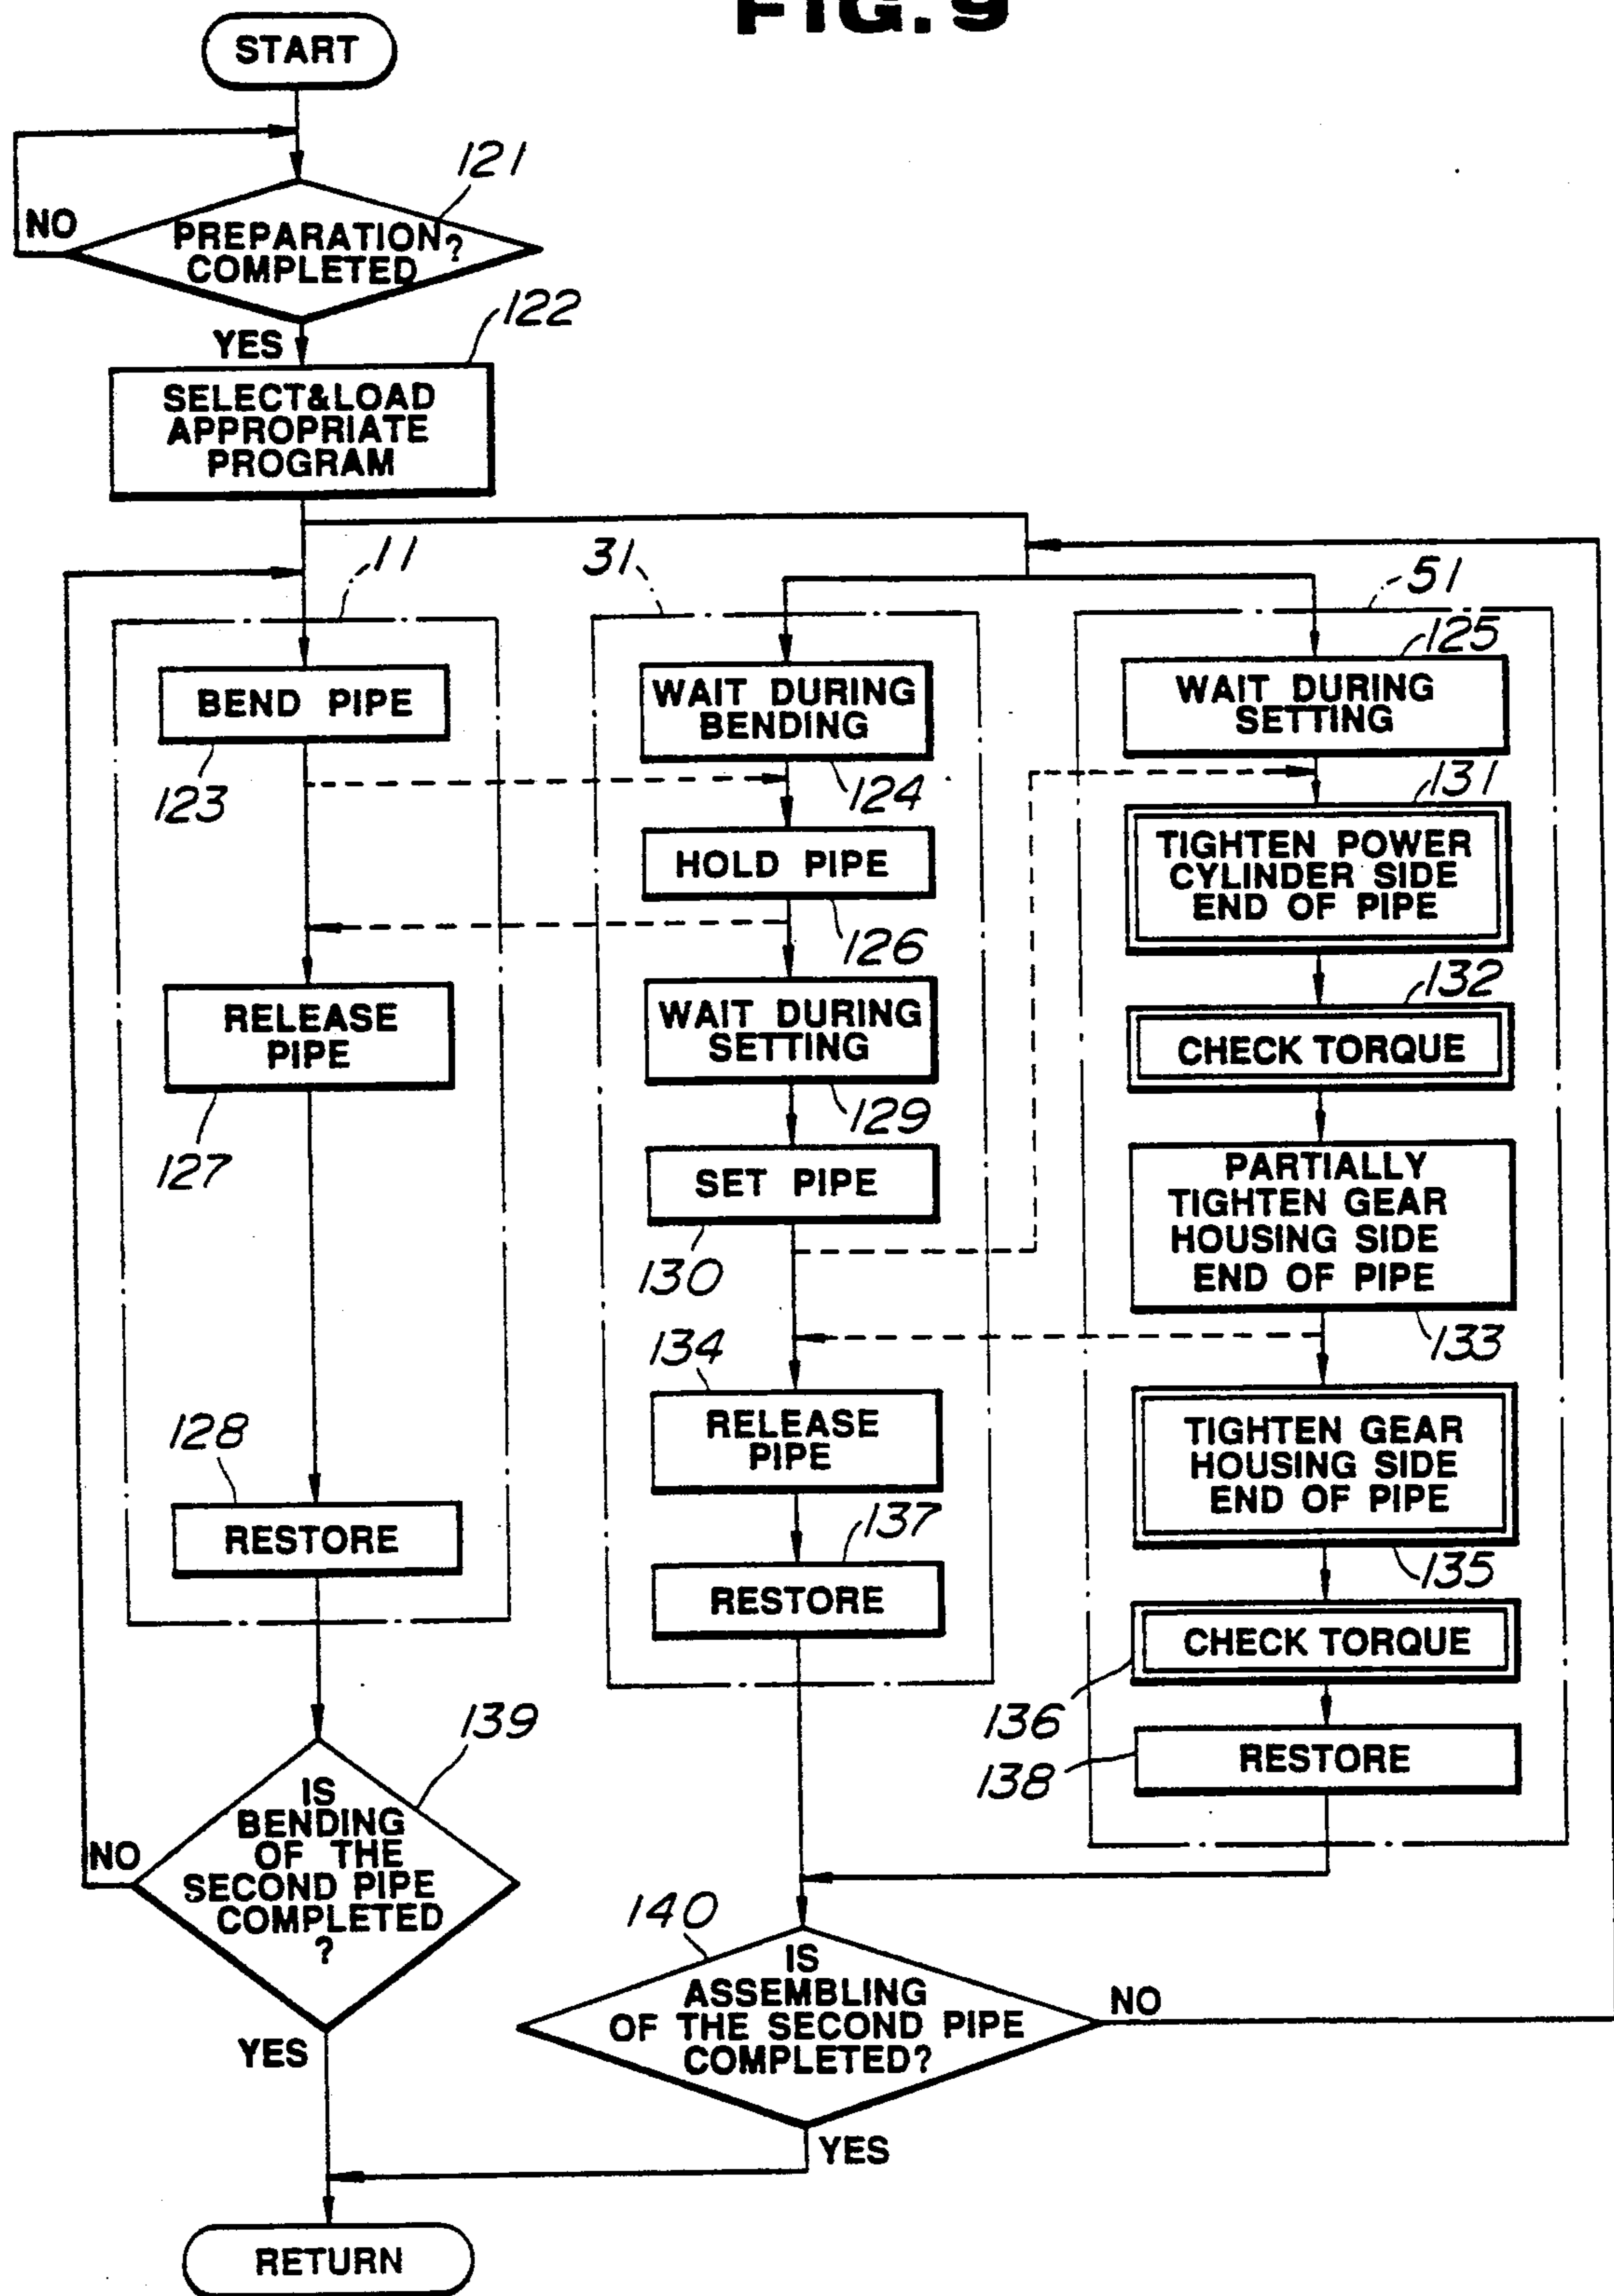 FIG. 9
START
121
NO
PREPARATION?
COMPLETED
122
YES
SELECT&LOAD
APPROPRIATE
PROGRAM
11
31
51
BEND PIPE
123
WAIT DURING
BENDING
124
125
WAIT DURING
SETTING
131
HOLD PIPE
126
TIGHTEN POWER
CYLINDER SIDE
END OF PIPE
132
RELEASE
PIPE
127
WAIT DURING
SETTING
129
CHECK TORQUE
SET PIPE
130
PARTIALLY
TIGHTEN GEAR
HOUSING SIDE
END OF PIPE
133
134
RELEASE
PIPE
TIGHTEN GEAR
HOUSING SIDE
END OF PIPE
135
128
RESTORE
137
RESTORE
CHECK TORQUE
136
RESTORE
138
139
IS
BENDING
OF THE
SECOND PIPE
COMPLETED
?
NO
YES
140
IS
ASSEMBLING
OF THE SECOND PIPE
COMPLETED?
NO
YES
RETURN